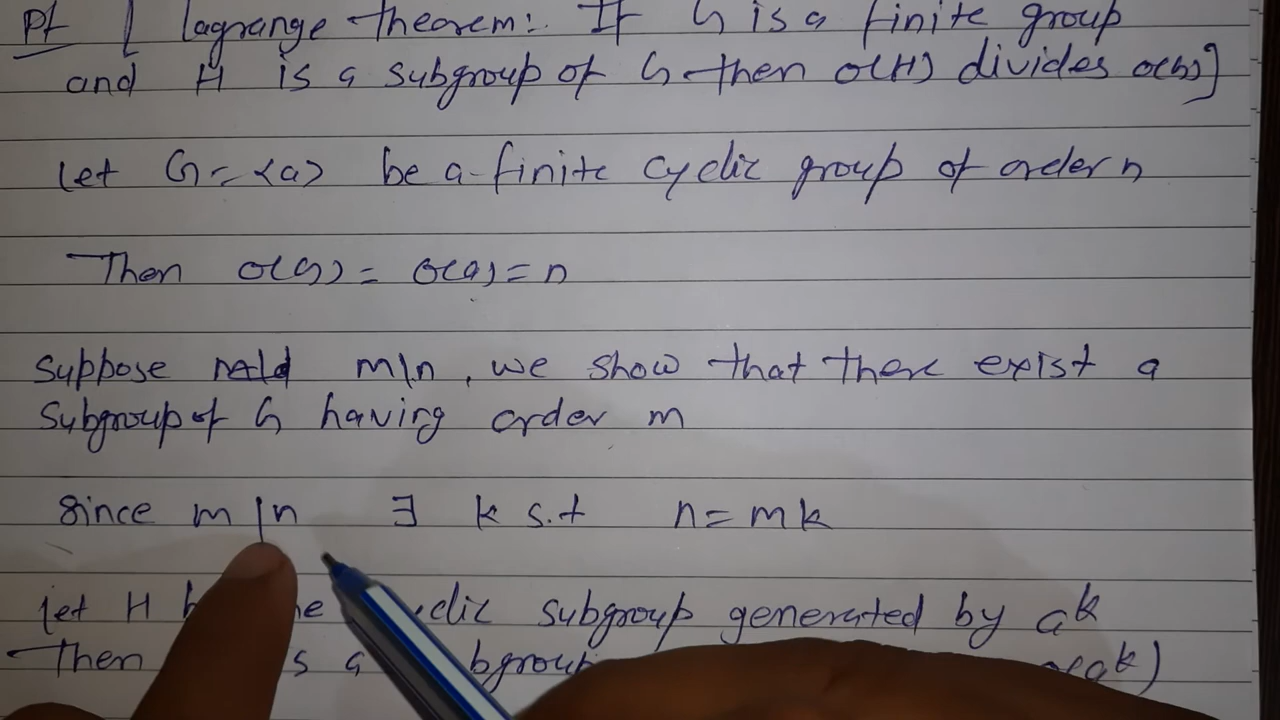 Pf [ lagrange theorem:- If G is a finite group
and H is a subgroup of G then o(H) divides o(G)]
Let G = <a> be a finite cyclic group of order n
Then o(G) = o(a) = n
Suppose m|n, we show that there exist a
Subgroup of G having order m
Since m|n ∃ k s.t n = mk
let H subgroup generated by a^k
Then a